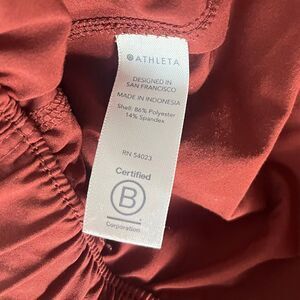 ATHLETA
DESIGNED IN
SAN FRANCISCO
MADE IN INDONESIA
Shell: 86% Polyester
14% Spandex
RN 54023
Certified
B
Corporation